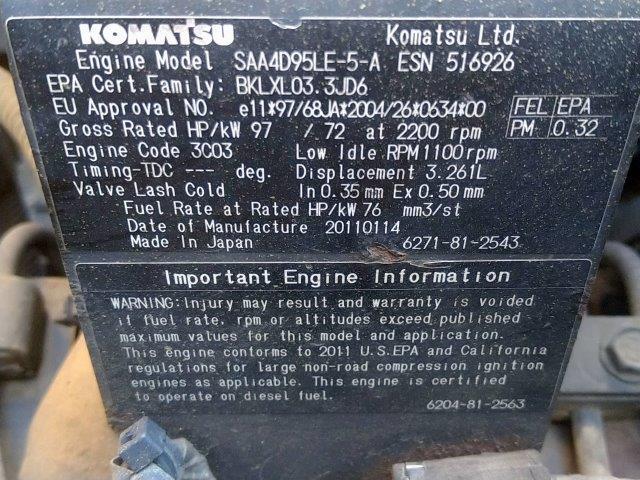 KOMATSU Komatsu Ltd.
Engine Model SAA4D95LE-5-A ESN 516926
EPA Cert.Family: BKLXL03.3JD6
EU Approval NO. e11*97/68JA*2004/26*0634*00 FEL EPA
Gross Rated HP/kW 97 / 72 at 2200 rpm PM 0.32
Engine Code 3C03 Low Idle RPM 1100 rpm
Timing-TDC --- deg. Displacement 3.261L
Valve Lash Cold In 0.35 mm Ex 0.50 mm
Fuel Rate at Rated HP/kW 76 mm3/st
Date of Manufacture 20110114
Made In Japan 6271-81-2543
Important Engine Information
WARNING: Injury may result and warranty is voided
if fuel rate, rpm or altitudes exceed published
maximum values for this model and application.
This engine conforms to 2011 U.S.EPA and California
regulations for large non-road compression ignition
engines as applicable. This engine is certified
to operate on diesel fuel.
6204-81-2563